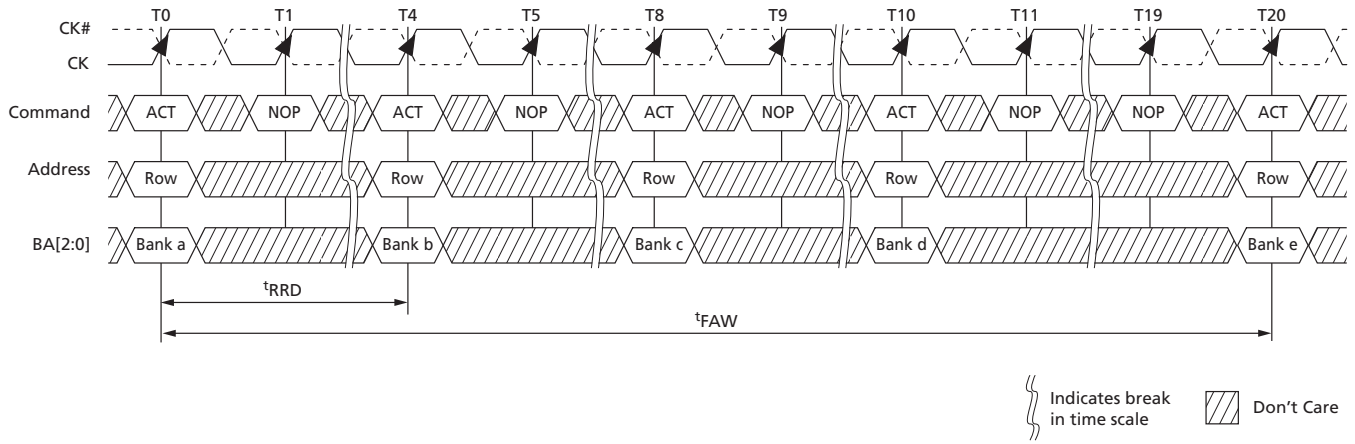 T0 T1 T4 T5 T8 T9 T10 T11 T19 T20
CK#
CK
Command ACT NOP ACT NOP ACT NOP ACT NOP NOP ACT
Address Row Row Row Row Row
BA[2:0] Bank a Bank b Bank c Bank d Bank e
tRRD
tFAW
Indicates break
in time scale
Don't Care